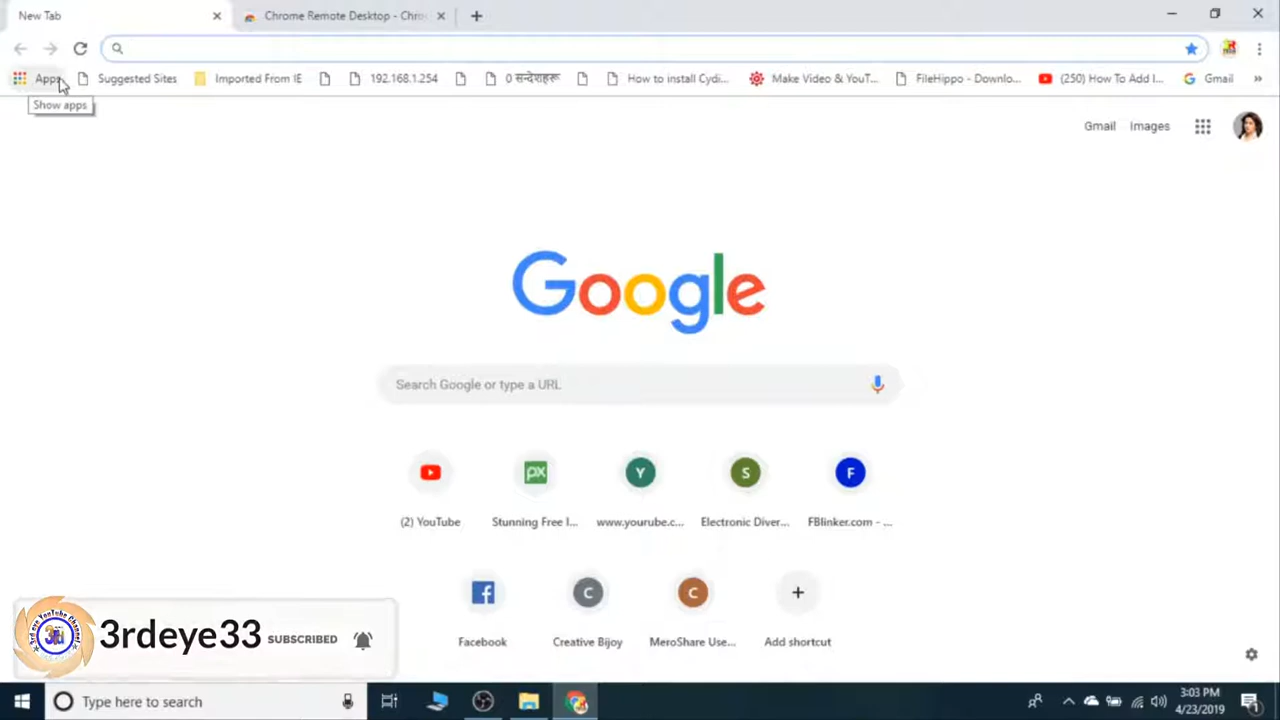 New Tab
Chrome Remote Desktop - Chro
Apps
Suggested Sites
Imported From IE
192.168.1.254
0 सन्देशहरू
How to install Cydi...
Make Video & YouT...
FileHippo - Downlo...
(250) How To Add I...
Gmail
»
Show apps
Gmail
Images
Google
Search Google or type a URL
(2) YouTube
Stunning Free I...
www.yourube.c...
Electronic Diver...
FBlinker.com - ...
Facebook
Creative Bijoy
MeroShare Use...
Add shortcut
3rdeye33 SUBSCRIBED
Type here to search
3:03 PM
4/23/2019